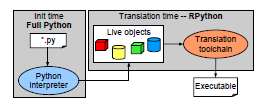 Init time
Full Python
*.py
Python
interpreter
Translation time -- RPython
Live objects
Translation
toolchain
Executable